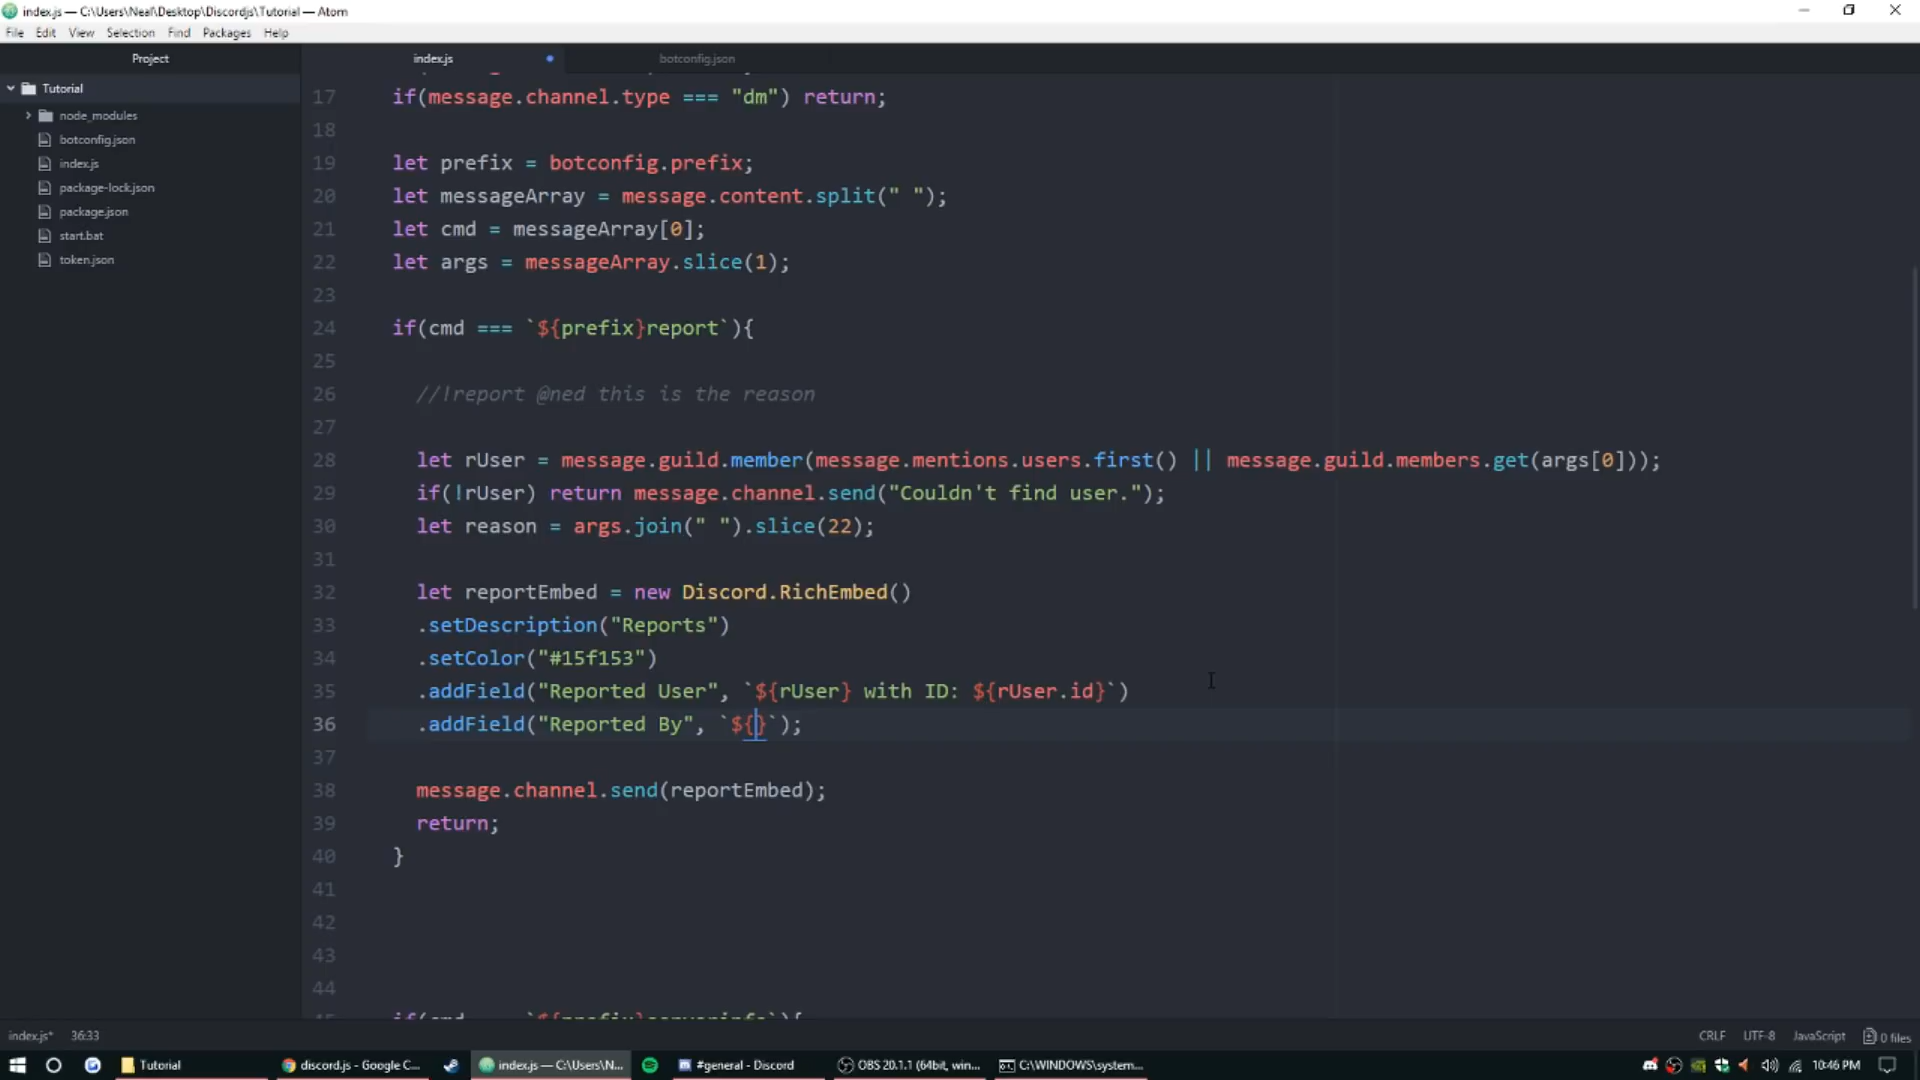 index.js — C:\Users\Neal\Desktop\Discordjs\Tutorial — Atom
File Edit View Selection Find Packages Help
Project
index.js
botconfig.json
Tutorial
node_modules
botconfig.json
index.js
package-lock.json
package.json
start.bat
token.json
17 if(message.channel.type === "dm") return;
18
19 let prefix = botconfig.prefix;
20 let messageArray = message.content.split(" ");
21 let cmd = messageArray[0];
22 let args = messageArray.slice(1);
23
24 if(cmd === `${prefix}report`){
25
26 //!report @ned this is the reason
27
28 let rUser = message.guild.member(message.mentions.users.first() || message.guild.members.get(args[0]));
29 if(!rUser) return message.channel.send("Couldn't find user.");
30 let reason = args.join(" ").slice(22);
31
32 let reportEmbed = new Discord.RichEmbed()
33 .setDescription("Reports")
34 .setColor("#15f153")
35 .addField("Reported User", `${rUser} with ID: ${rUser.id}`)
36 .addField("Reported By", `${}`);
37
38 message.channel.send(reportEmbed);
39 return;
40 }
41
42
43
44
index.js* 36:33
CRLF UTF-8 JavaScript 0 files
Tutorial
discord.js - Google C...
index.js — C:\Users\N...
#general - Discord
OBS 20.1.1 (64bit, win...
C:\WINDOWS\system...
10:46 PM